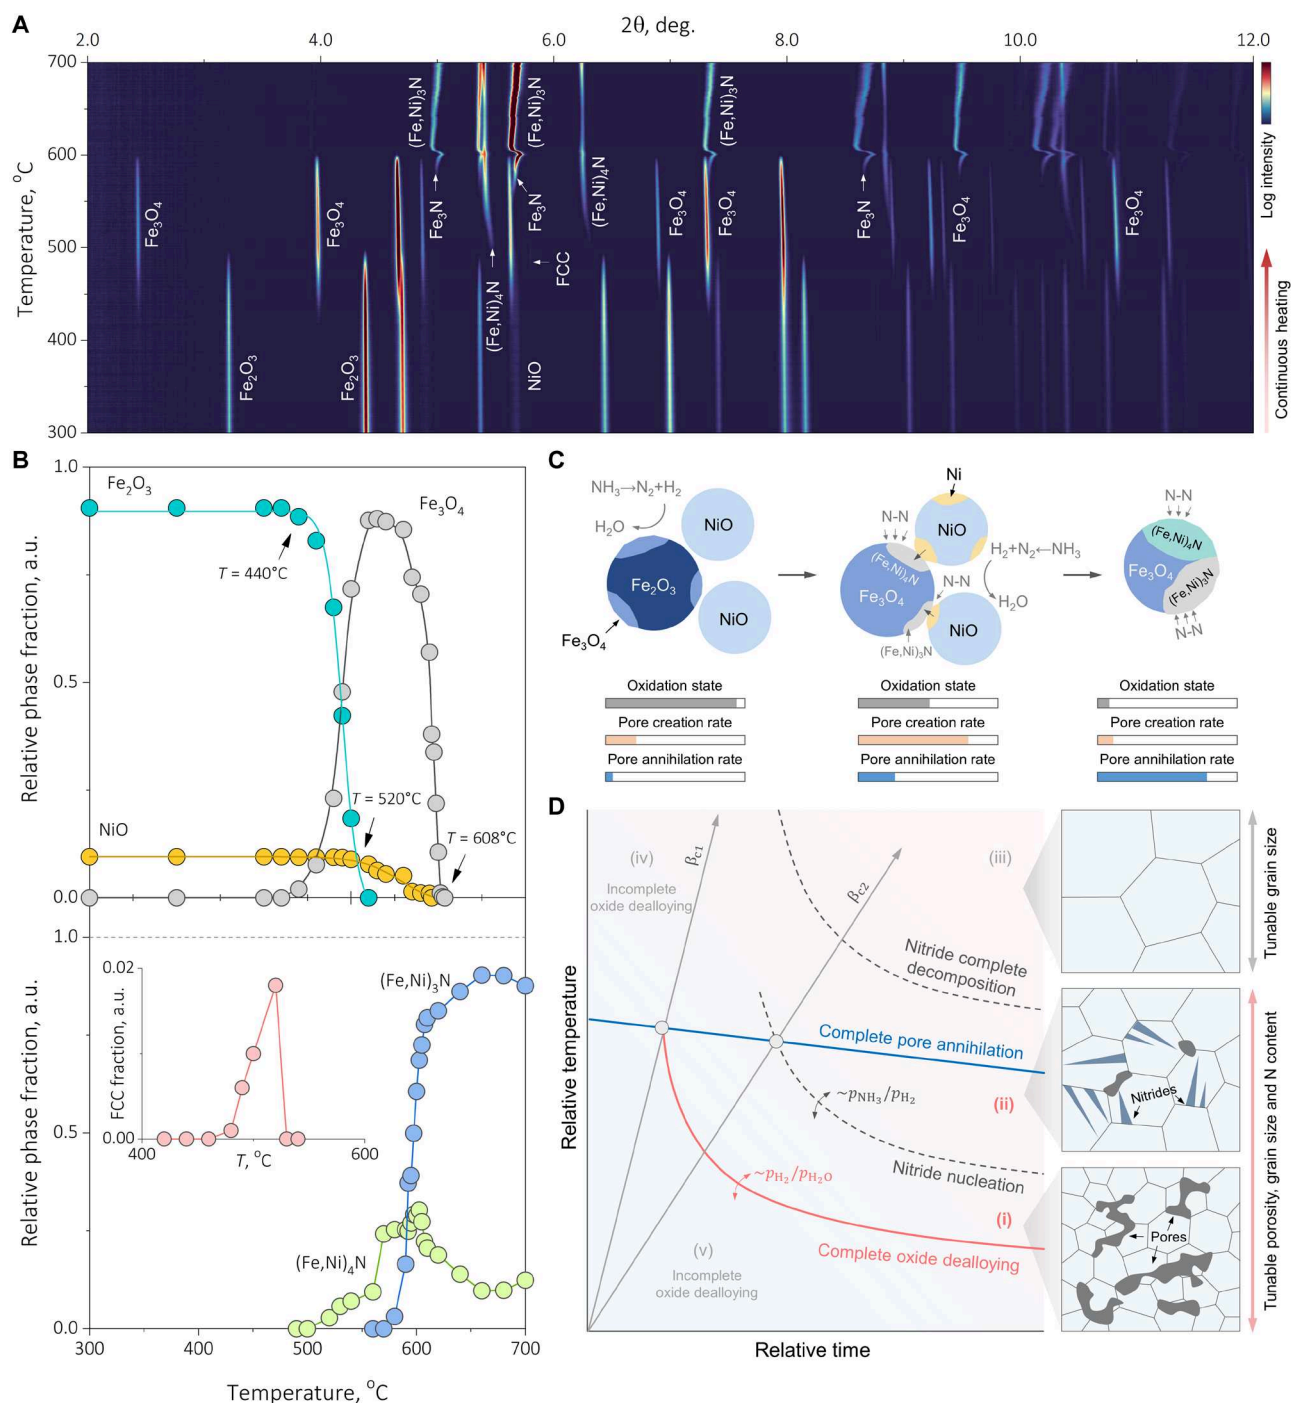 A
2θ, deg.
2.0
4.0
6.0
8.0
10.0
12.0
Temperature, °C
700
600
500
400
300
Fe₃O₄
Fe₂O₃
Fe₃O₄
Fe₂O₃
(Fe,Ni)₃N
Fe₃N
(Fe,Ni)₄N
(Fe,Ni)₃N
Fe₃N
FCC
NiO
(Fe,Ni)₄N
Fe₃O₄
Fe₃O₄
(Fe,Ni)₃N
Fe₃N
Fe₃O₄
Fe₃O₄
Log intensity
Continuous heating
B
Relative phase fraction, a.u.
1.0
0.5
0.0
Fe₂O₃
Fe₃O₄
T = 440°C
NiO
T = 520°C
T = 608°C
Relative phase fraction, a.u.
1.0
0.5
0.0
(Fe,Ni)₃N
(Fe,Ni)₄N
FCC fraction, a.u.
0.02
0.00
400
600
T, °C
300
400
500
600
700
Temperature, °C
C
NH₃→N₂+H₂
H₂O
NiO
Fe₂O₃
NiO
Fe₃O₄
Oxidation state
Pore creation rate
Pore annihilation rate
Ni
N-N
NiO
H₂+N₂←NH₃
(Fe,Ni)₄N
N-N
Fe₃O₄
H₂O
NiO
(Fe,Ni)₃N
Oxidation state
Pore creation rate
Pore annihilation rate
N-N
(Fe,Ni)₄N
Fe₃O₄
(Fe,Ni)₃N
N-N
Oxidation state
Pore creation rate
Pore annihilation rate
D
Relative temperature
Relative time
(iv)
Incomplete
oxide dealloying
β_c1
β_c2
(iii)
Nitride complete
decomposition
Complete pore annihilation
~p_NH₃/p_H₂
(ii)
Nitride nucleation
~p_H₂/p_H₂O
(i)
Complete oxide dealloying
(v)
Incomplete
oxide dealloying
Nitrides
Pores
Tunable grain size
Tunable porosity, grain size and N content